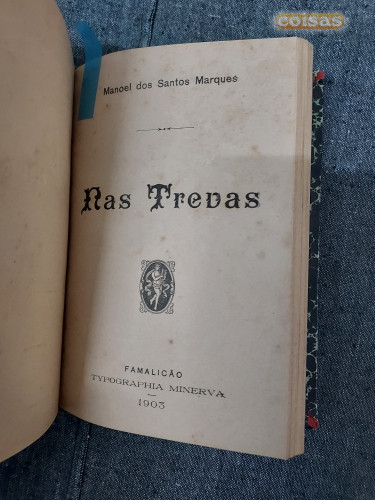 coisas
Manoel dos Santos Marques
Nas Trevas
FAMALICÃO
TYPOGRAPHIA MINERVA
1905